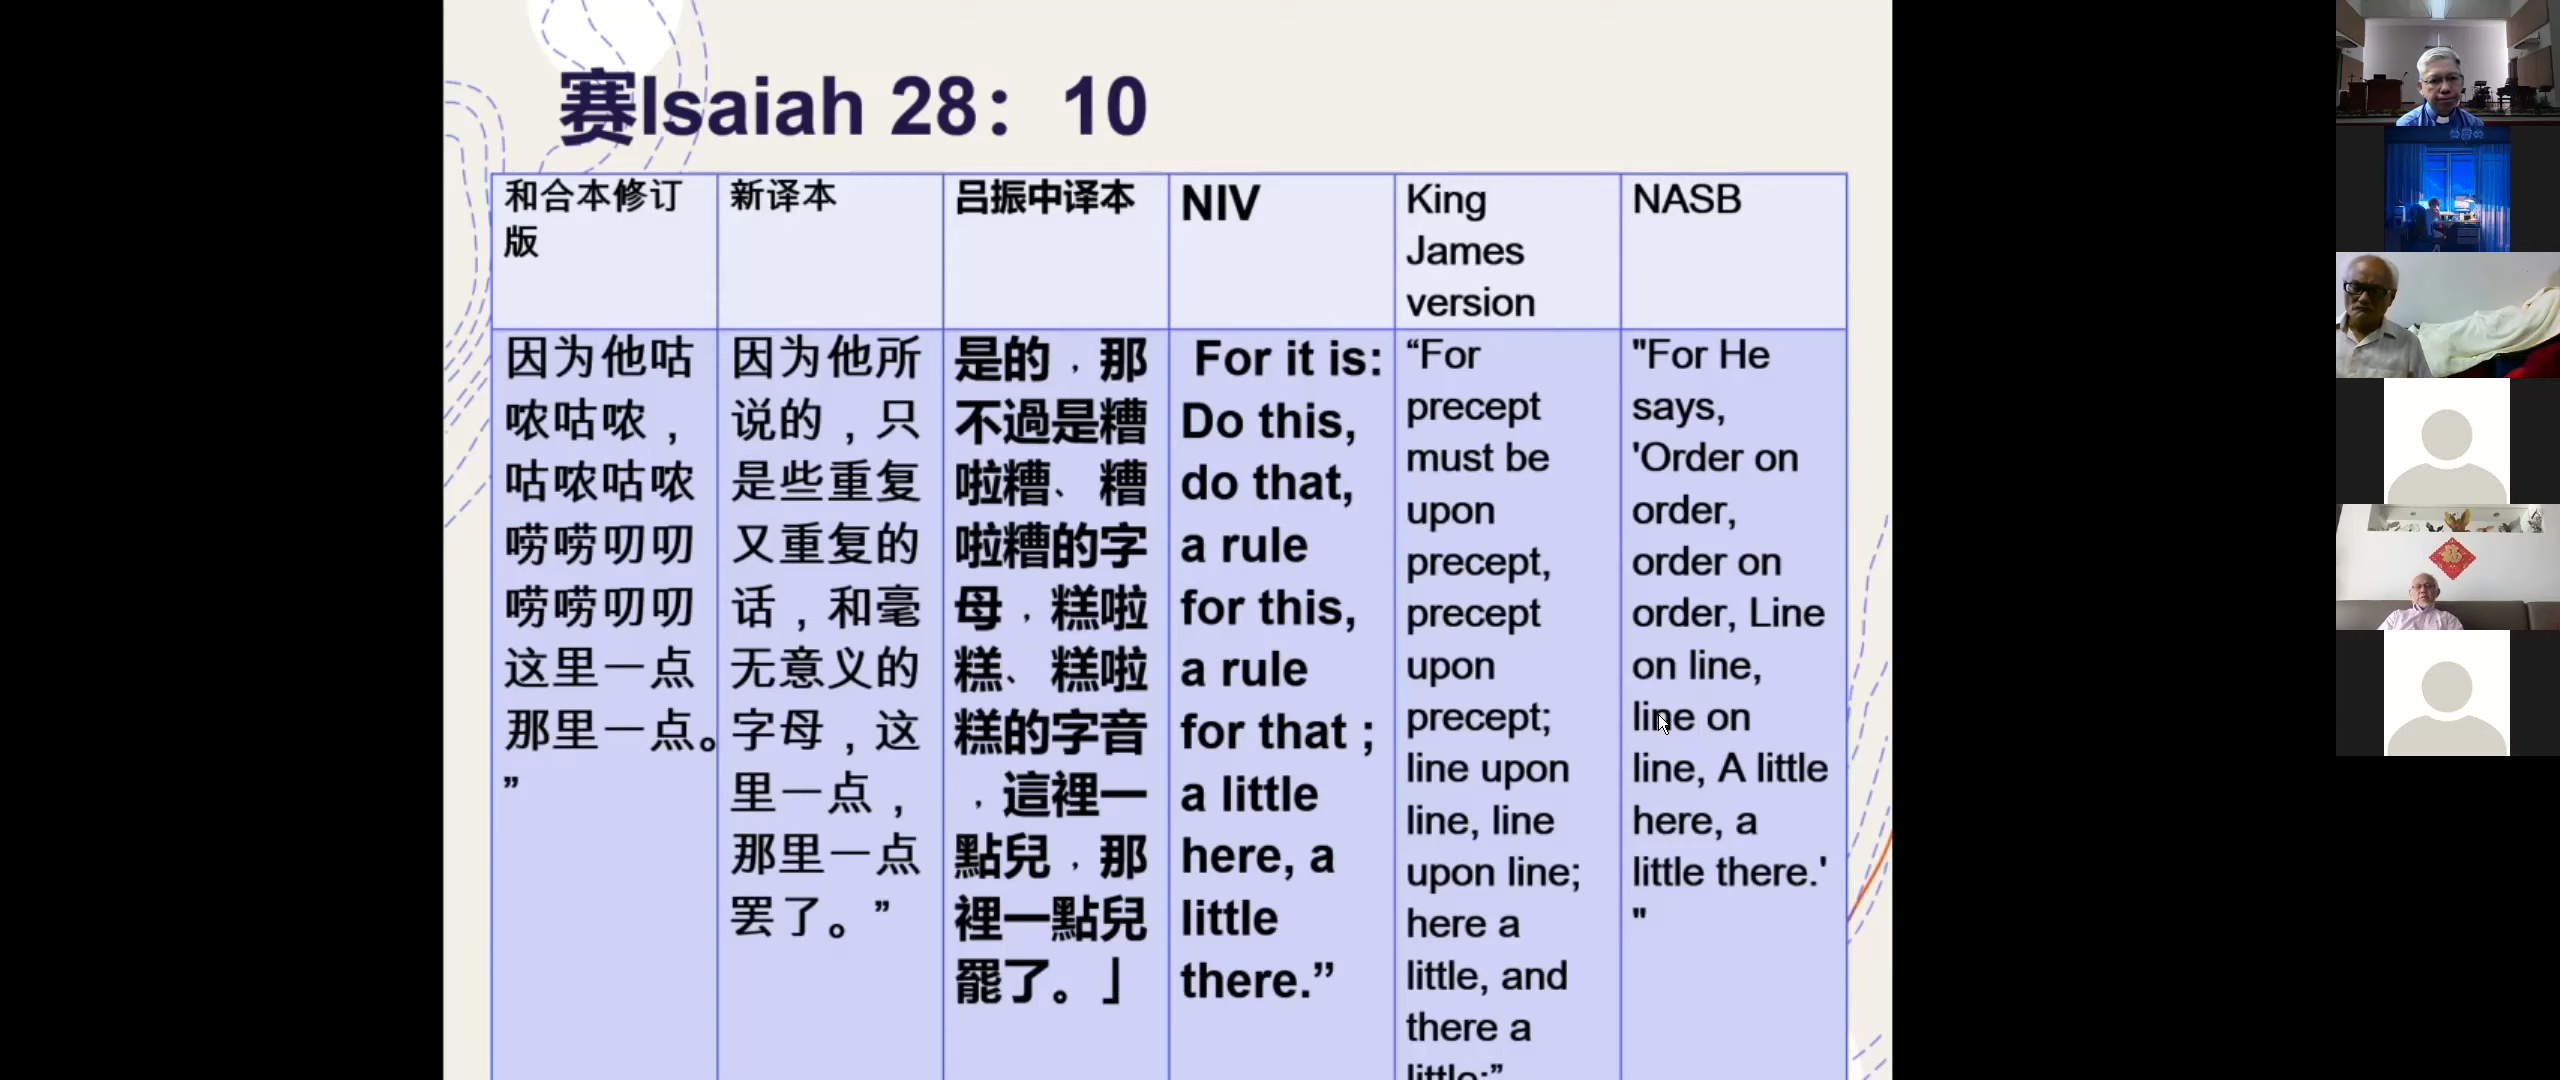 赛Isaiah 28：10
和合本修订
版
新译本
吕振中译本
NIV
King
James
version
NASB
因为他咕
哝咕哝，
咕哝咕哝
唠唠叨叨
唠唠叨叨
这里一点
那里一点。
”
因为他所
说的，只
是些重复
又重复的
话，和毫
无意义的
字母，这
里一点，
那里一点
罢了。”
是的，那
不過是糟
啦糟、糟
啦糟的字
母，糕啦
糕、糕啦
糕的字音
，這裡一
點兒，那
裡一點兒
罷了。」
For it is:
Do this,
do that,
a rule
for this,
a rule
for that ;
a little
here, a
little
there.”
“For
precept
must be
upon
precept,
precept
upon
precept;
line upon
line, line
upon line;
here a
little, and
there a
little:”
"For He
says,
'Order on
order,
order on
order, Line
on line,
line on
line, A little
here, a
little there.'
"